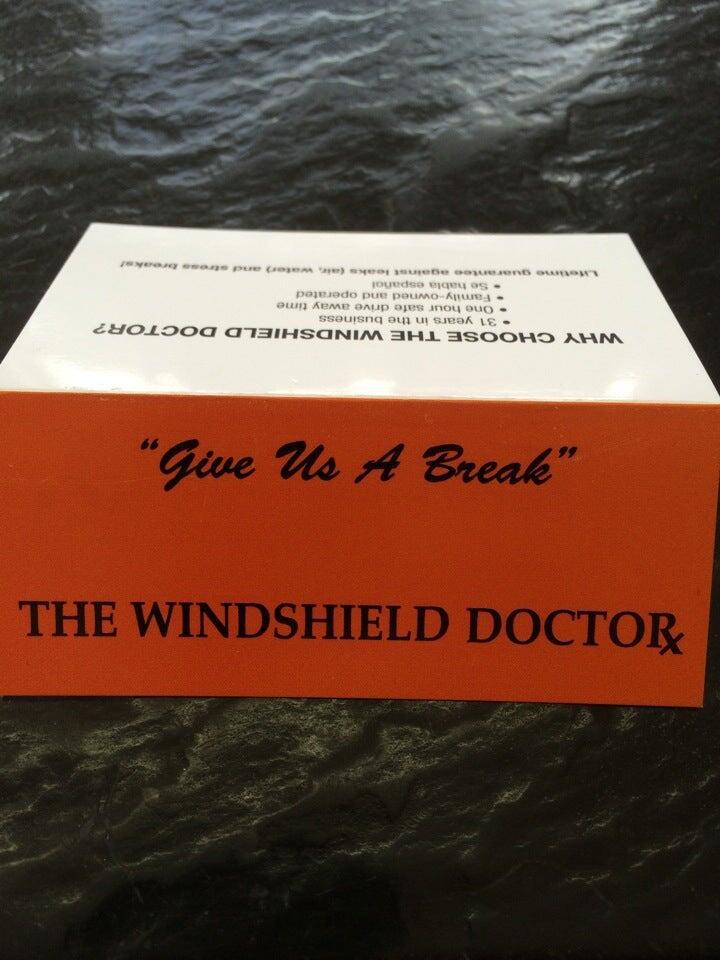 "Give Us A Break"
THE WINDSHIELD DOCTORx
WHY CHOOSE THE WINDSHIELD DOCTOR?
• 31 years in the business
• One hour safe drive away time
• Family-owned and operated
• Se habla español
Lifetime guarantee against leaks (air, water) and stress breaks!